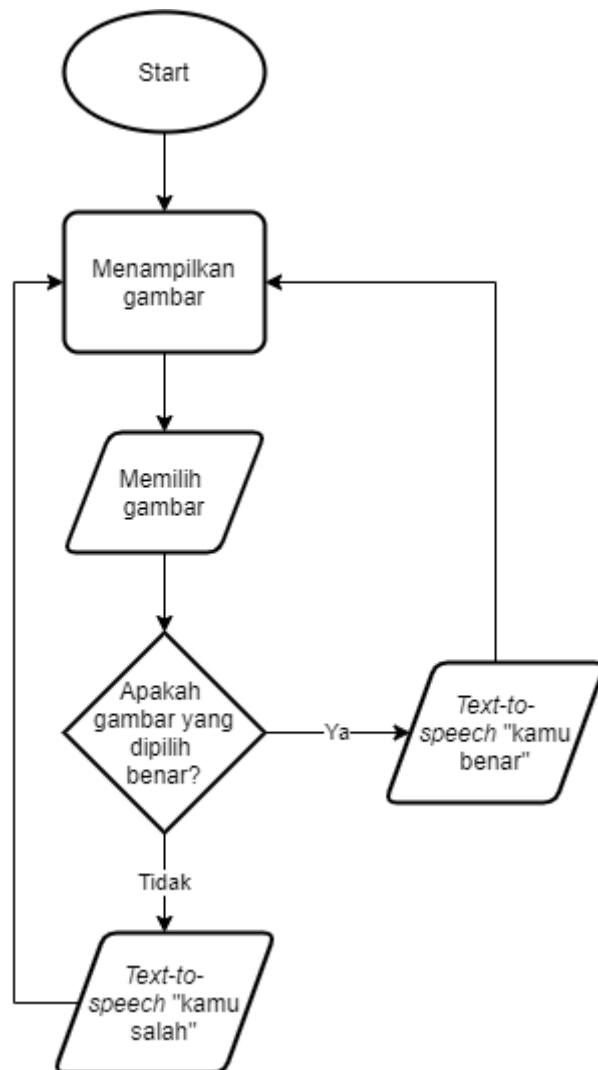 Start
Menampilkan
gambar
Memilih
gambar
Apakah
gambar yang
dipilih
benar?
Ya
Text-to-
speech "kamu
benar"
Tidak
Text-to-
speech "kamu
salah"